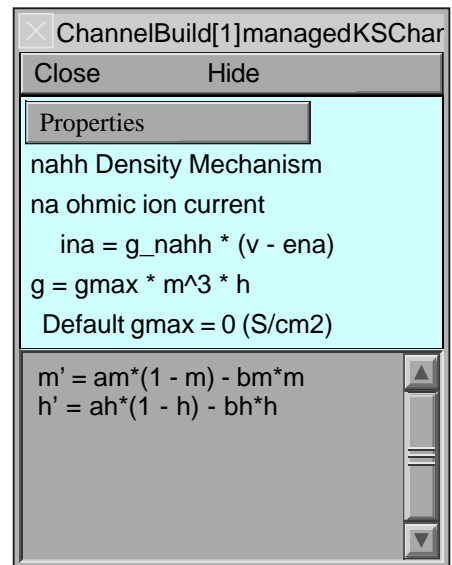 ChannelBuild[1]managedKSChar
Close Hide
Properties
nahh Density Mechanism
na ohmic ion current
ina = g_nahh * (v - ena)
g = gmax * m^3 * h
Default gmax = 0 (S/cm2)
m’ = am*(1 - m) - bm*m
h’ = ah*(1 - h) - bh*h